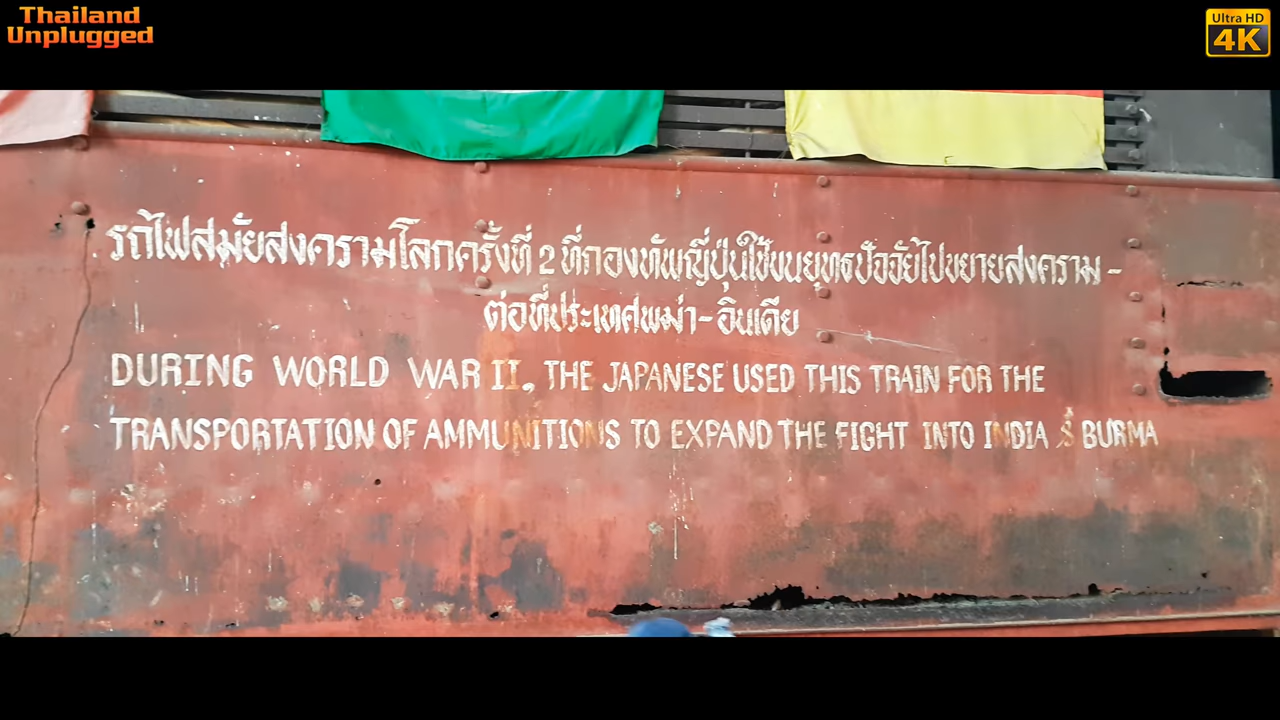 Thailand
Unplugged
Ultra HD
4K
รถไฟสมัยสงครามโลกครั้งที่ 2 ที่กองทัพญี่ปุ่นใช้ขนยุทธปัจจัยไปขยายสงคราม -
ต่อที่ประเทศพม่า - อินเดีย
DURING WORLD WAR II, THE JAPANESE USED THIS TRAIN FOR THE
TRANSPORTATION OF AMMUNITIONS TO EXPAND THE FIGHT INTO INDIA & BURMA